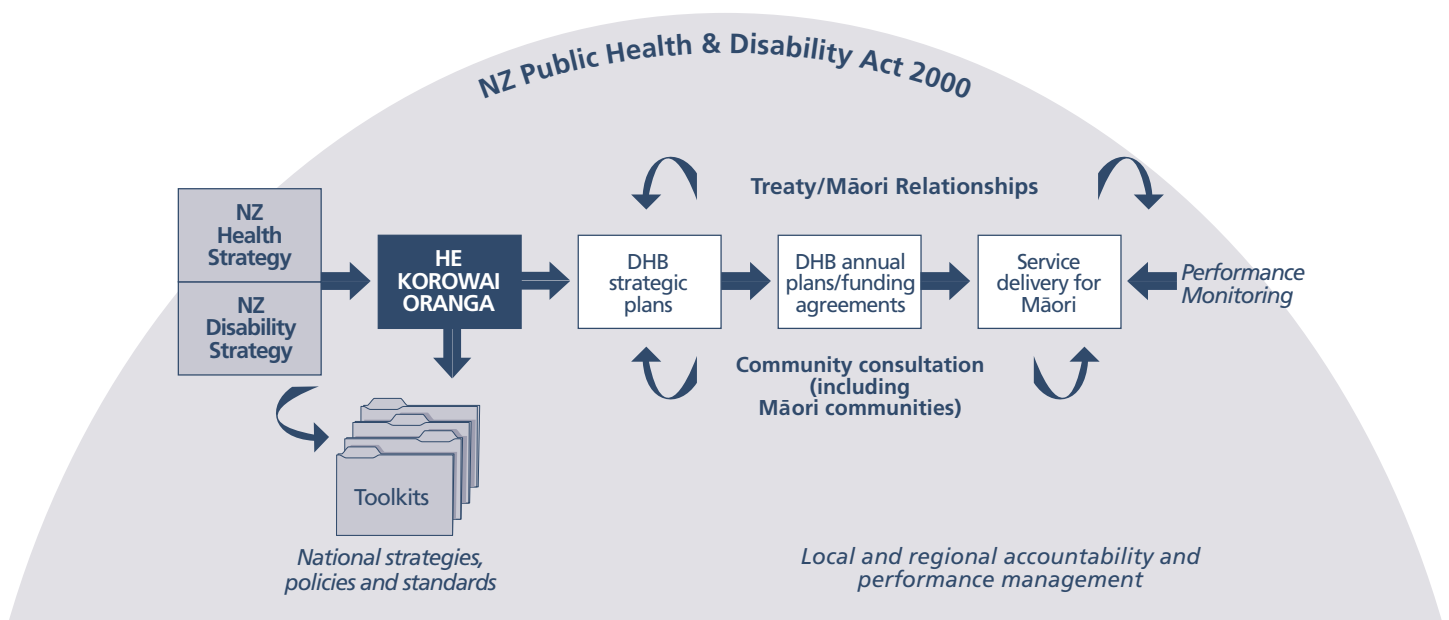 NZ Public Health & Disability Act 2000
Treaty/Māori Relationships
NZ
Health
Strategy
NZ
Disability
Strategy
HE
KOROWAI
ORANGA
DHB
strategic
plans
DHB annual
plans/funding
agreements
Service
delivery for
Māori
Performance
Monitoring
Community consultation
(including
Māori communities)
Toolkits
National strategies,
policies and standards
Local and regional accountability and
performance management